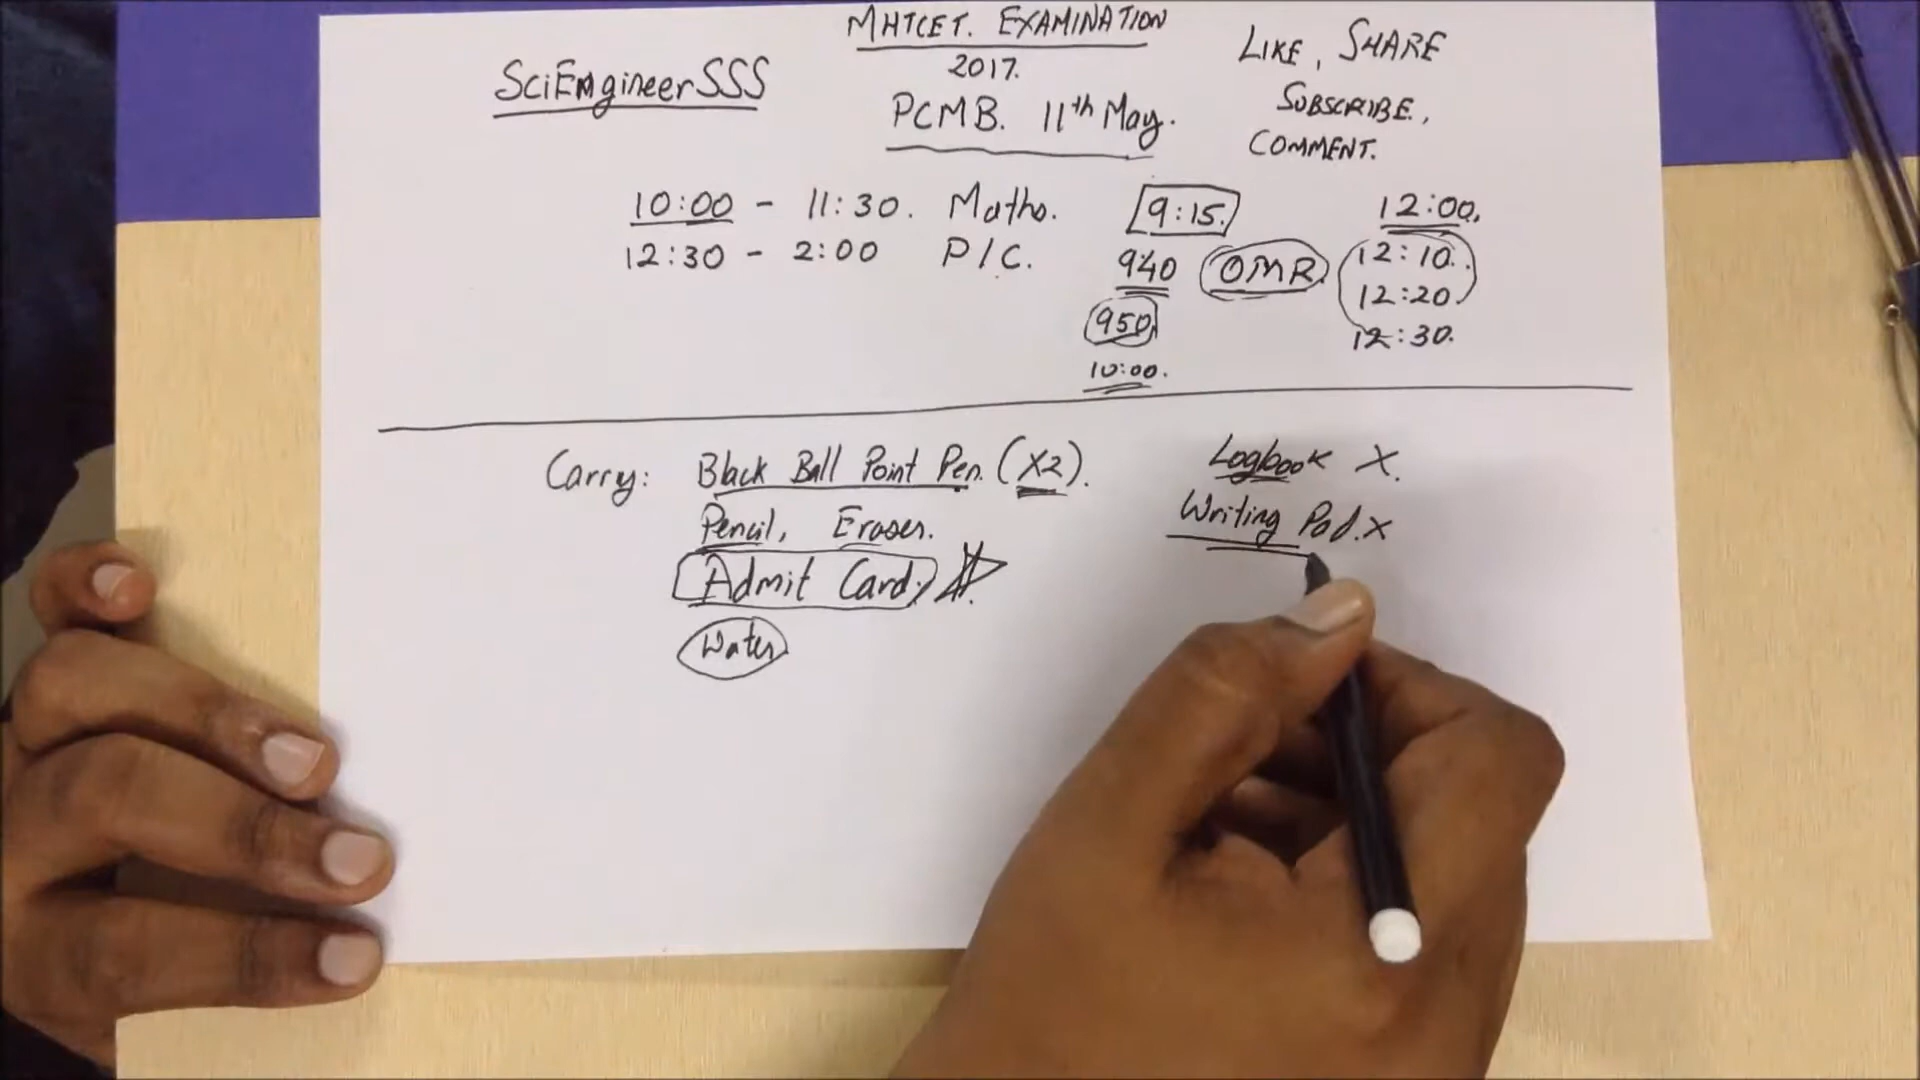 MHTCET. EXAMINATION
2017.
SciEngineerSSS
PCMB. 11th May.
LIKE, SHARE
SUBSCRIBE,
COMMENT.
10:00 - 11:30. Maths.
12:30 - 2:00 P/C.
9:15.
940 OMR
950
10:00.
12:00.
12:10.
12:20.
12:30.
Carry: Black Ball Point Pen. (X2).
Pencil, Eraser.
Admit Card,
Water
Logbook X.
Writing Pad. X